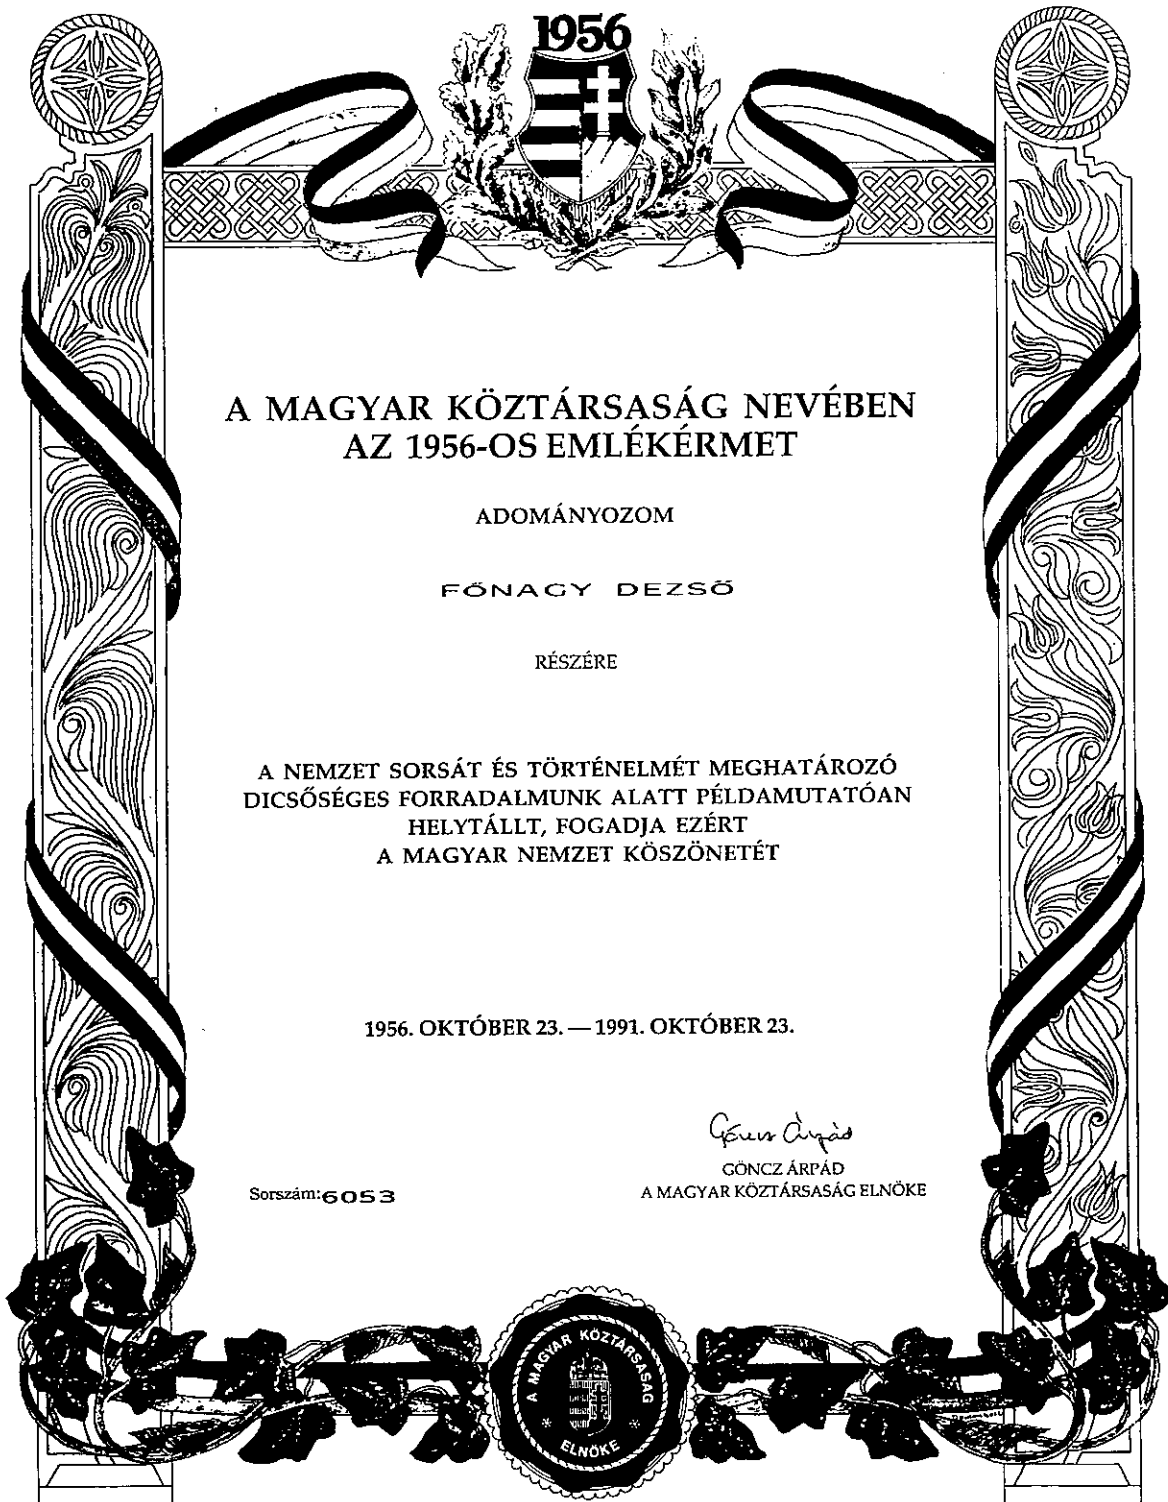 1956
A MAGYAR KÖZTÁRSASÁG NEVÉBEN
AZ 1956-OS EMLÉKÉRMET
ADOMÁNYOZOM
FŐNAGY DEZSŐ
RÉSZÉRE
A NEMZET SORSÁT ÉS TÖRTÉNELMÉT MEGHATÁROZÓ
DICSŐSÉGES FORRADALMUNK ALATT PÉLDAMUTATÓAN
HELYTÁLLT, FOGADJA EZÉRT
A MAGYAR NEMZET KÖSZÖNETÉT
1956. OKTÓBER 23. — 1991. OKTÓBER 23.
Göncz Árpád
GÖNCZ ÁRPÁD
A MAGYAR KÖZTÁRSASÁG ELNÖKE
Sorszám: 6053
A MAGYAR KÖZTÁRSASÁG
* ELNÖKE *